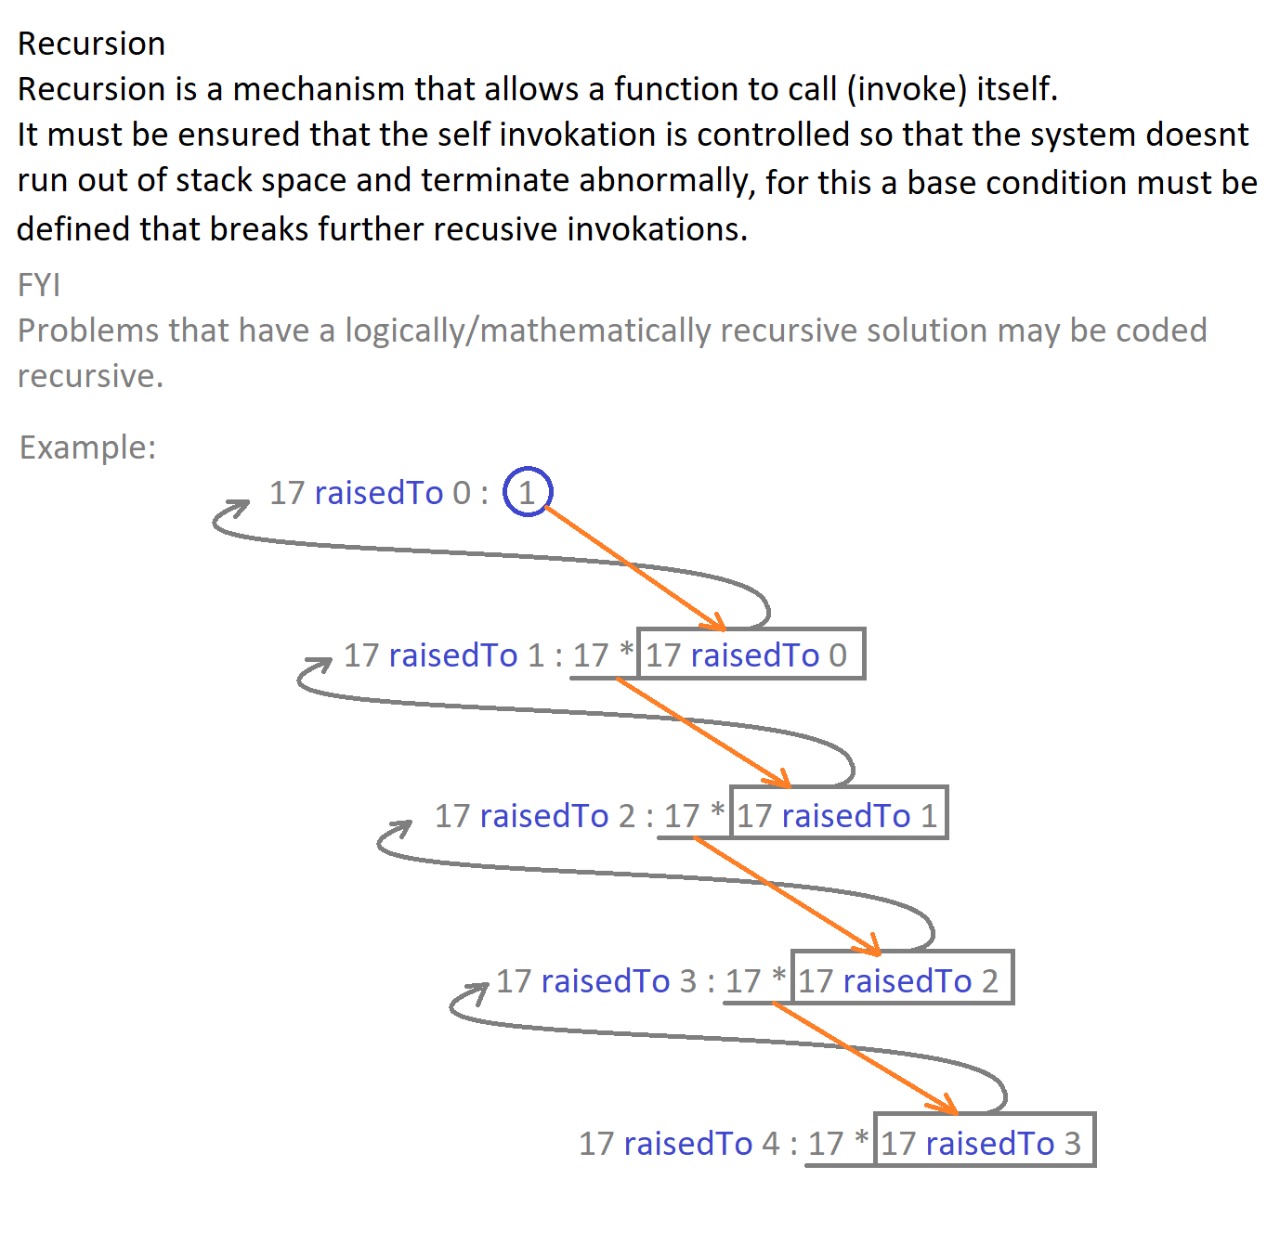 Recursion
Recursion is a mechanism that allows a function to call (invoke) itself.
It must be ensured that the self invokation is controlled so that the system doesnt
run out of stack space and terminate abnormally, for this a base condition must be
defined that breaks further recusive invokations.
FYI
Problems that have a logically/mathematically recursive solution may be coded
recursive.
Example:
17 raisedTo 0 : 1
17 raisedTo 1 : 17 * 17 raisedTo 0
17 raisedTo 2 : 17 * 17 raisedTo 1
17 raisedTo 3 : 17 * 17 raisedTo 2
17 raisedTo 4 : 17 * 17 raisedTo 3